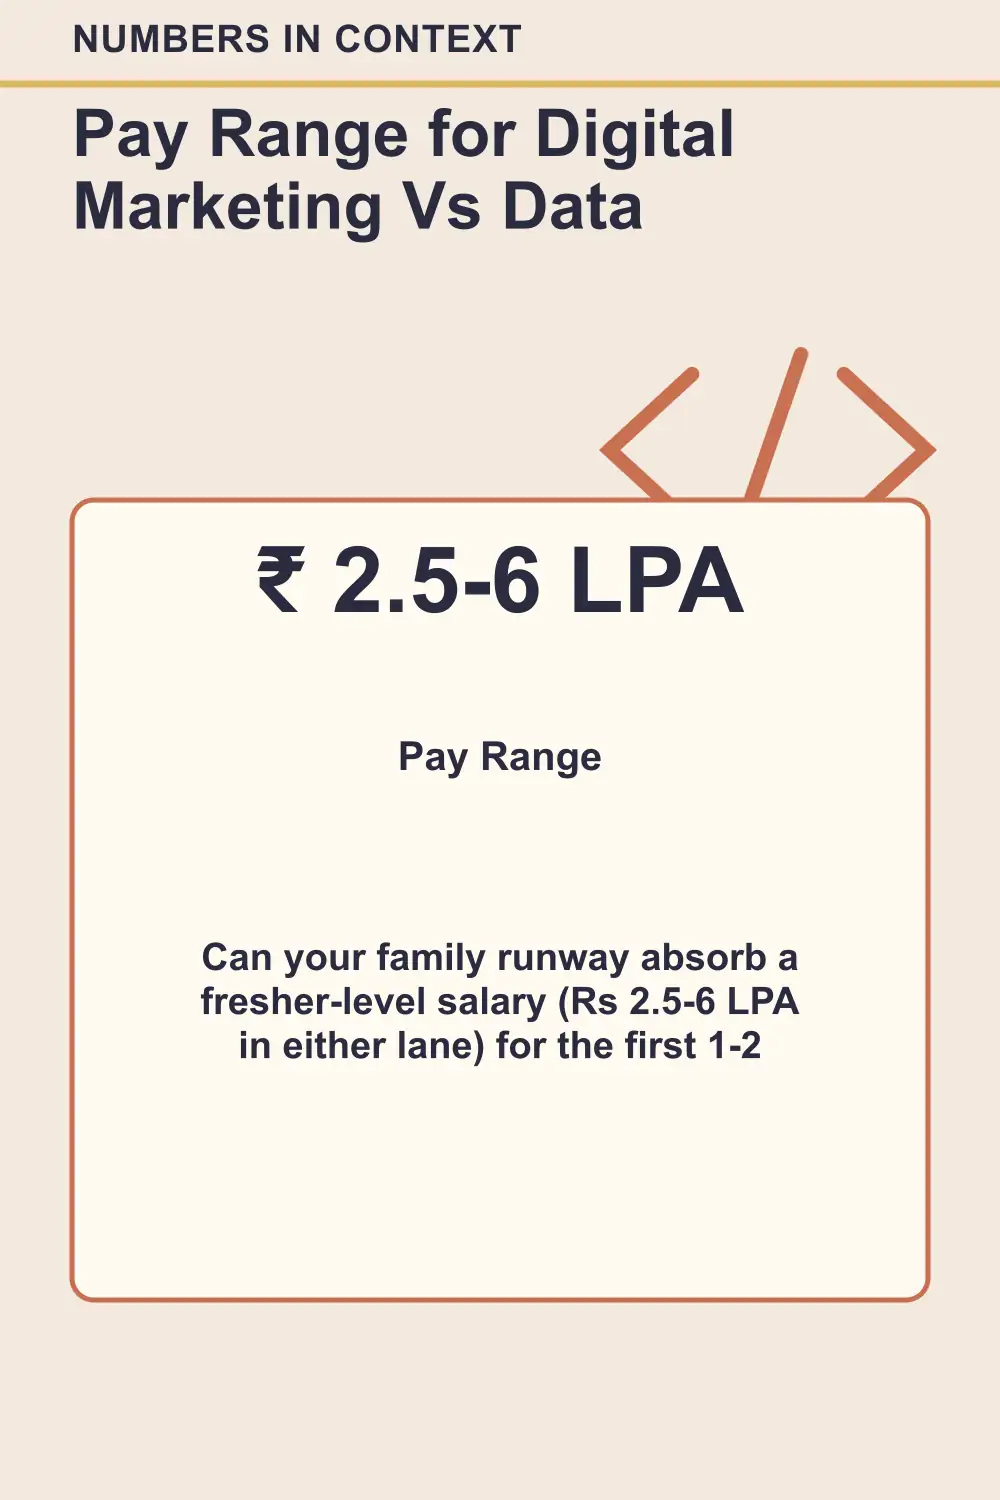 NUMBERS IN CONTEXT
Pay Range for Digital
Marketing Vs Data
₹ 2.5-6 LPA
Pay Range
Can your family runway absorb a
fresher-level salary (Rs 2.5-6 LPA
in either lane) for the first 1-2